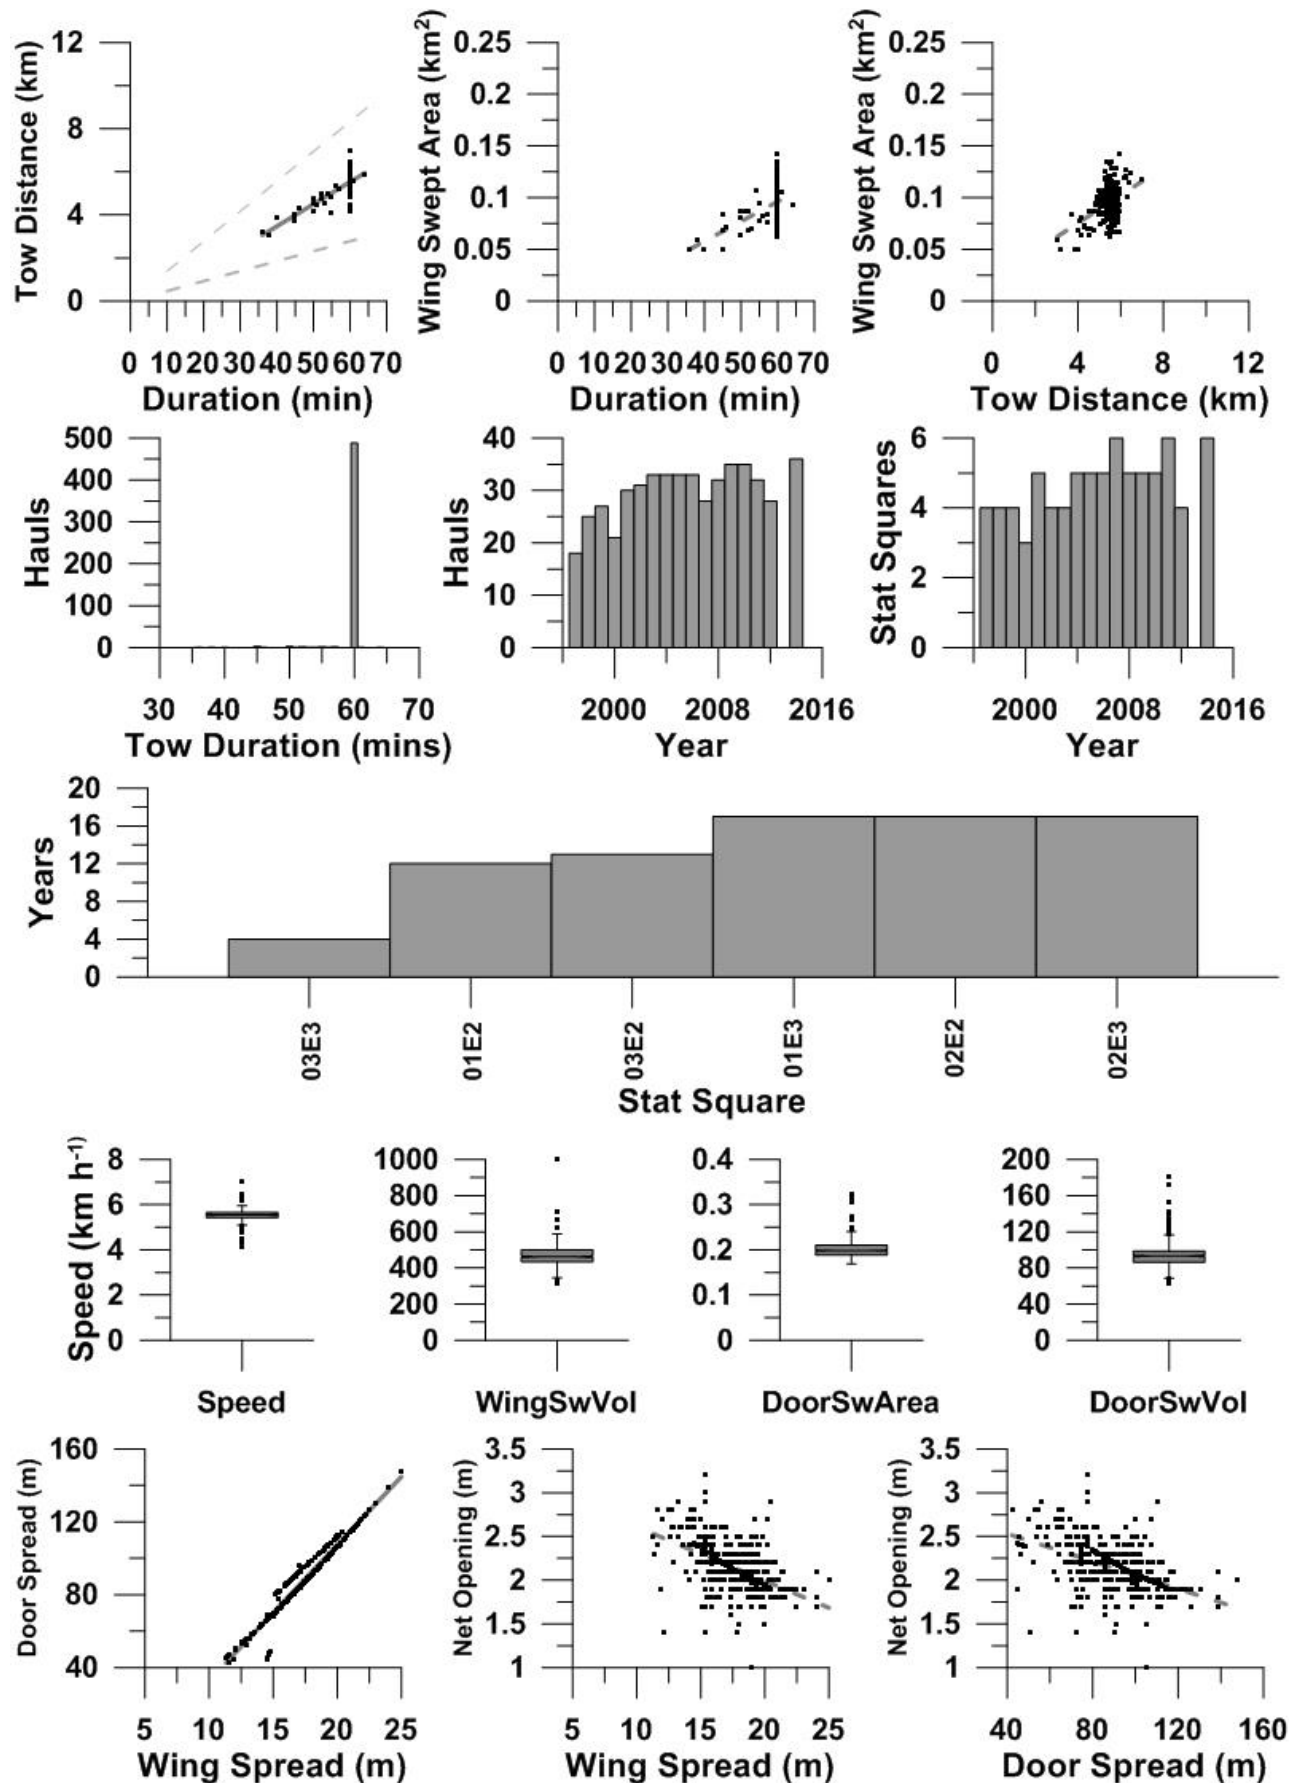 Tow Distance (km)
12
8
4
0
0 10 20 30 40 50 60 70
Duration (min)
Wing Swept Area (km²)
0.25
0.2
0.15
0.1
0.05
0
0 10 20 30 40 50 60 70
Duration (min)
Wing Swept Area (km²)
0.25
0.2
0.15
0.1
0.05
0
0 4 8 12
Tow Distance (km)
Hauls
500
400
300
200
100
0
30 40 50 60 70
Tow Duration (mins)
Hauls
40
30
20
10
0
2000 2008 2016
Year
Stat Squares
6
4
2
0
2000 2008 2016
Year
Years
20
16
12
8
4
0
03E3
01E2
03E2
01E3
02E2
02E3
Stat Square
Speed (km h⁻¹)
8
6
4
2
0
Speed
1000
800
600
400
200
0
WingSwVol
0.4
0.3
0.2
0.1
0
DoorSwArea
200
160
120
80
40
0
DoorSwVol
Door Spread (m)
160
120
80
40
5 10 15 20 25
Wing Spread (m)
Net Opening (m)
3.5
3
2.5
2
1.5
1
5 10 15 20 25
Wing Spread (m)
Net Opening (m)
3.5
3
2.5
2
1.5
1
40 80 120 160
Door Spread (m)